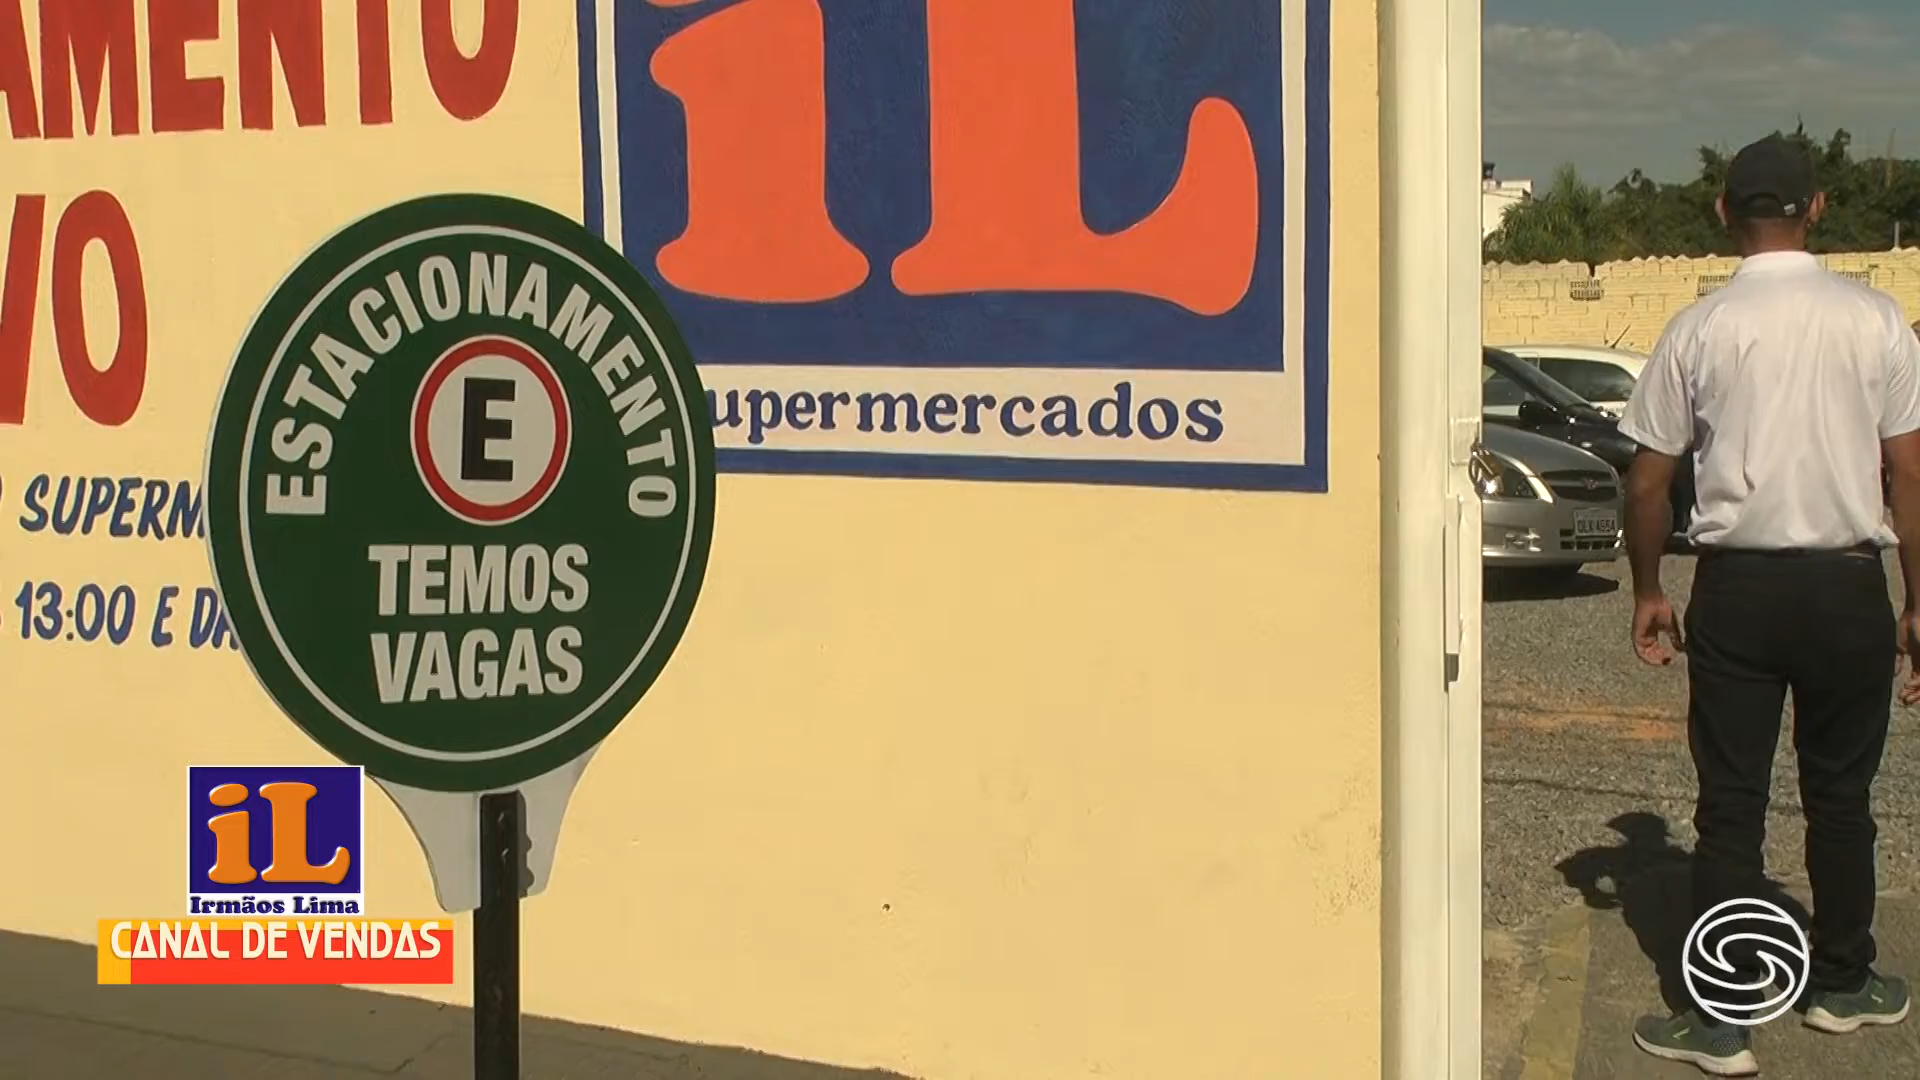 AMENTO
VO
SUPERM
13:00 E DA
iL
upermercados
ESTACIONAMENTO
E
TEMOS
VAGAS
iL
Irmãos Lima
CANAL DE VENDAS